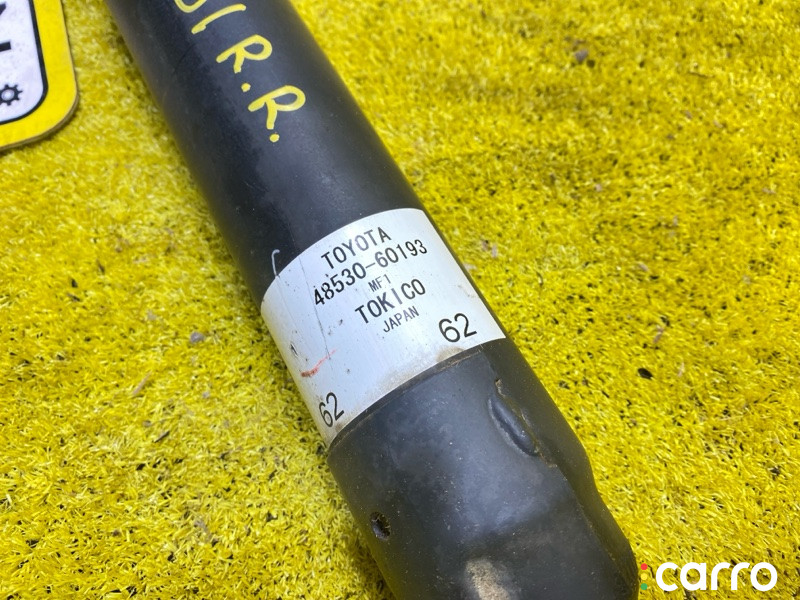 R.R.
TOYOTA
48530-60193
MF1
TOKICO
JAPAN
62
62
carro